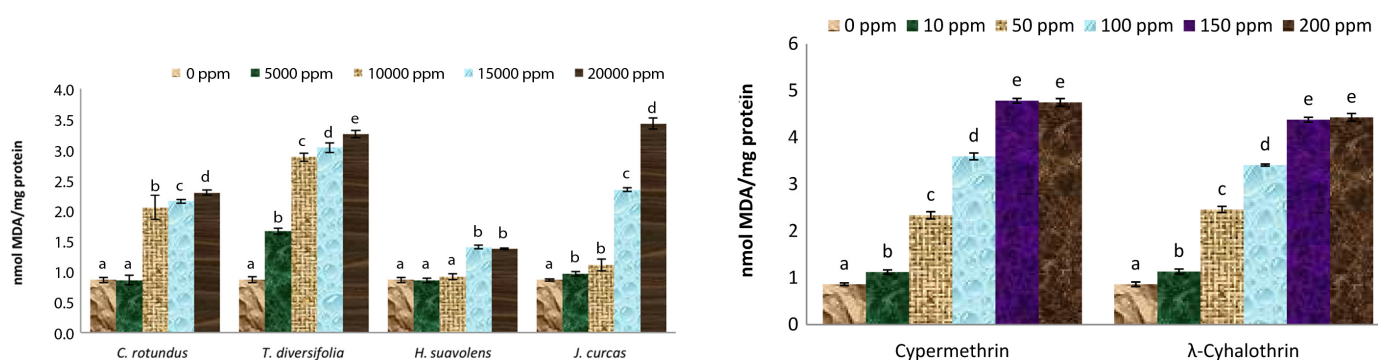 0 ppm 5000 ppm 10000 ppm 15000 ppm 20000 ppm
nmol MDA/mg protein
4.0
3.5
3.0
2.5
2.0
1.5
1.0
0.5
0.0
a a b c d
a b c d e
a a a b b
a b b c d
C. rotundus T. diversifolia H. suavolens J. curcas
0 ppm 10 ppm 50 ppm 100 ppm 150 ppm 200 ppm
nmol MDA/mg protein
6
5
4
3
2
1
0
a b c d e e
a b c d e e
Cypermethrin λ-Cyhalothrin